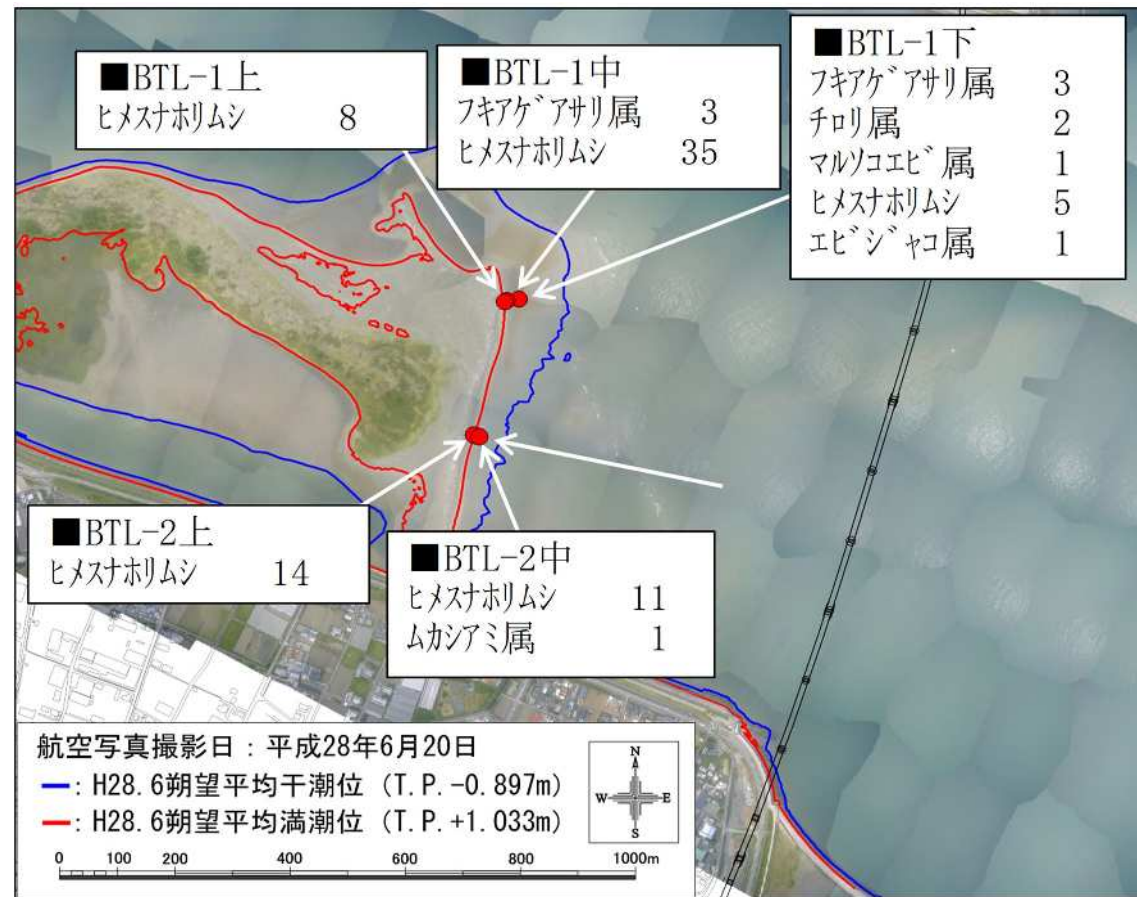 ■BTL-1上
ヒメスナホリムシ 8
■BTL-1中
フキアゲアサリ属 3
ヒメスナホリムシ 35
■BTL-1下
フキアゲアサリ属 3
チロリ属 2
マルソコエビ属 1
ヒメスナホリムシ 5
エビジャコ属 1
■BTL-2上
ヒメスナホリムシ 14
■BTL-2中
ヒメスナホリムシ 11
ムカシアミ属 1
航空写真撮影日：平成28年6月20日
：H28.6朔望平均干潮位（T.P.-0.897m）
：H28.6朔望平均満潮位（T.P.+1.033m）
N
W E
S
0 100 200 400 600 800 1000m